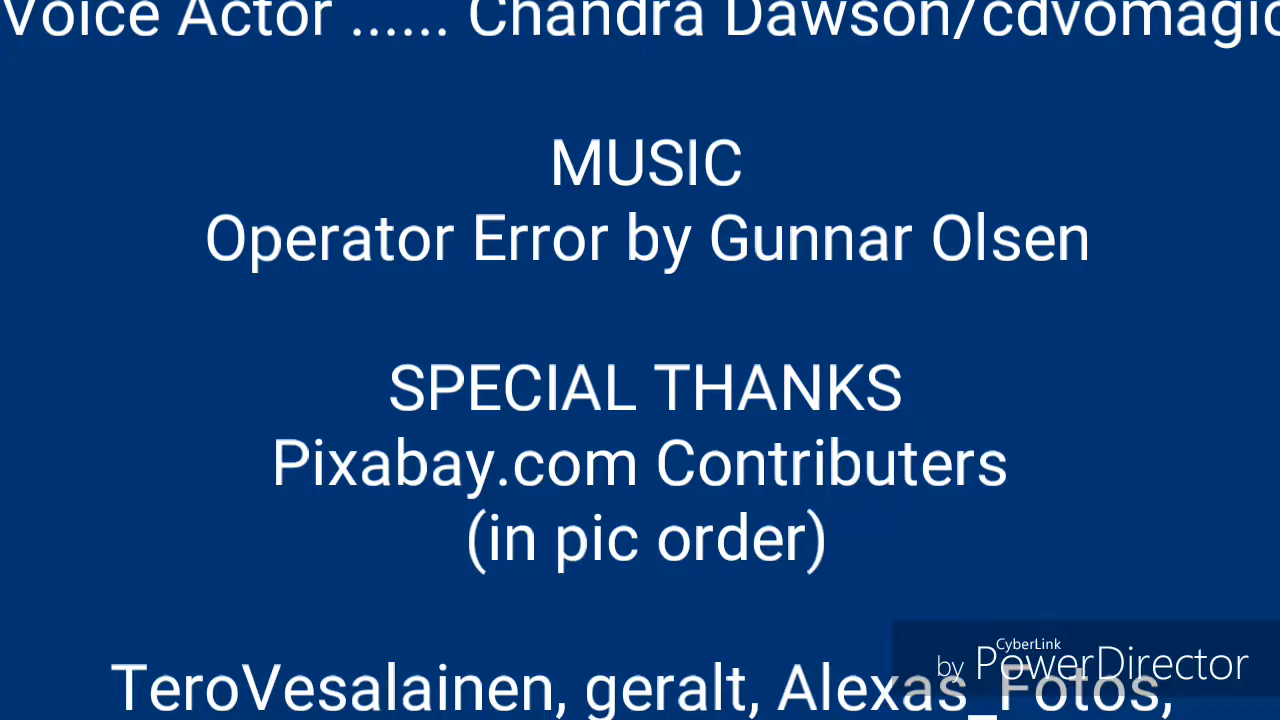 Voice Actor ...... Chandra Dawson/cdvomagic
MUSIC
Operator Error by Gunnar Olsen
SPECIAL THANKS
Pixabay.com Contributers
(in pic order)
TeroVesalainen, geralt, Alexas_Fotos,
CyberLink
by PowerDirector